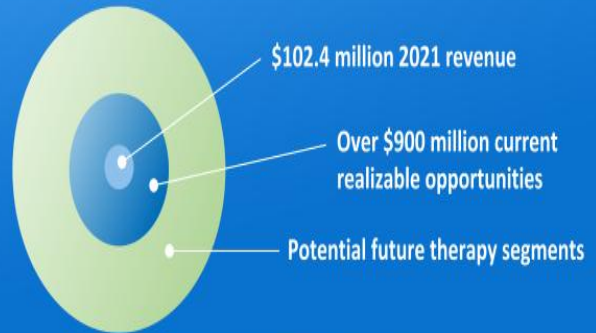 $102.4 million 2021 revenue
Over $900 million current
realizable opportunities
Potential future therapy segments